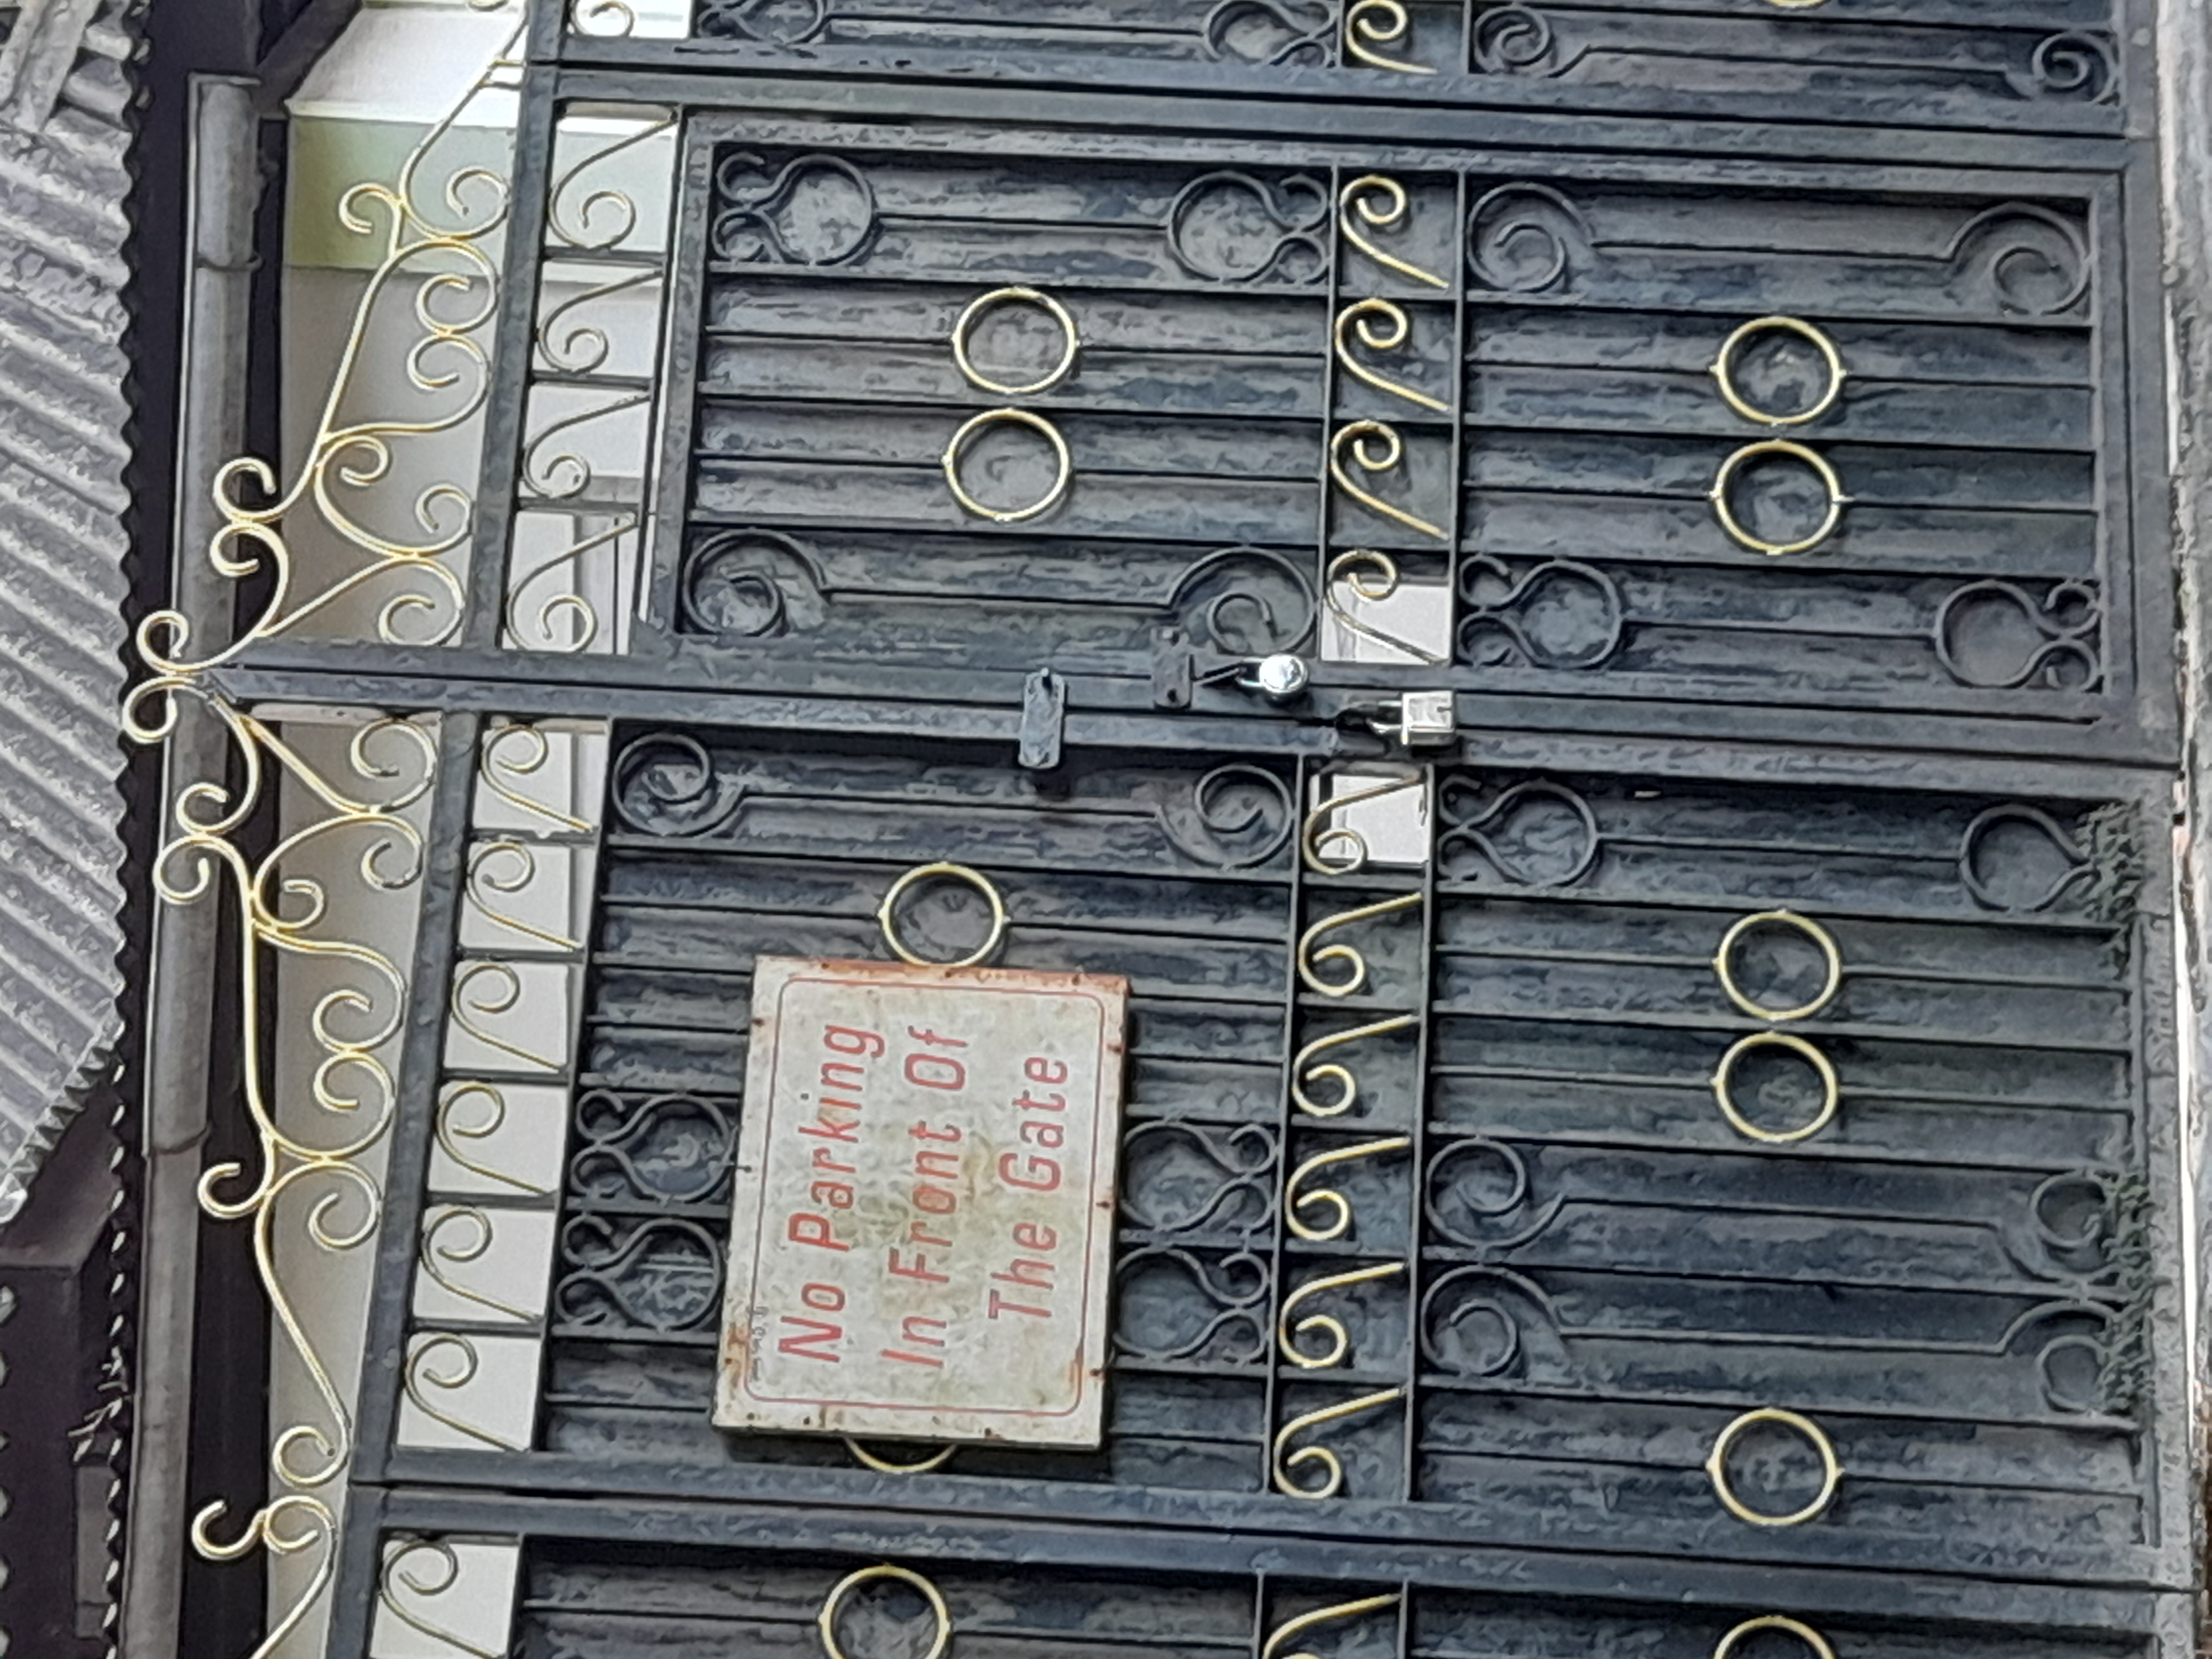 No Parking
In Front Of
The Gate